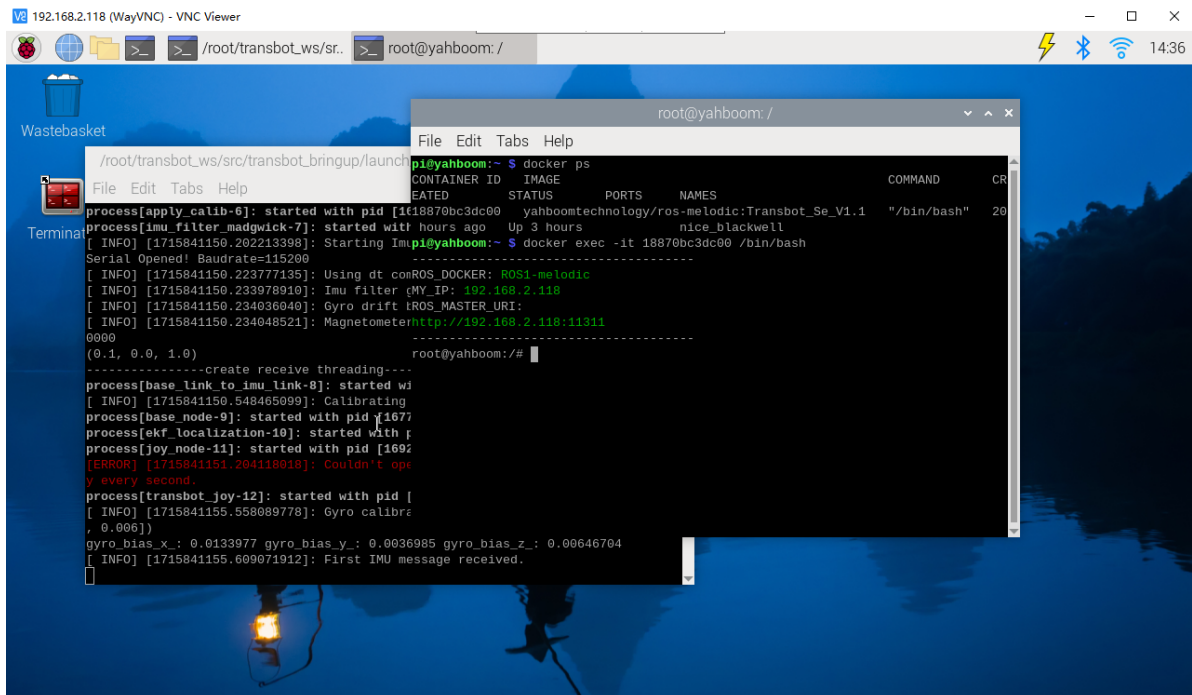 192.168.2.118 (WayVNC) - VNC Viewer
/root/transbot_ws/sr..
root@yahboom: /
14:36
Wastebasket
Terminat
/root/transbot_ws/src/transbot_bringup/launch
File Edit Tabs Help
process[apply_calib-6]: started with pid [16
process[imu_filter_madgwick-7]: started with
[ INFO] [1715841150.202213398]: Starting Imu
Serial Opened! Baudrate=115200
[ INFO] [1715841150.223777135]: Using dt com
[ INFO] [1715841150.233978910]: Imu filter g
[ INFO] [1715841150.234036040]: Gyro drift b
[ INFO] [1715841150.234048521]: Magnetometer
0000
(0.1, 0.0, 1.0)
----------------create receive threading----
process[base_link_to_imu_link-8]: started wi
[ INFO] [1715841150.548465099]: Calibrating
process[base_node-9]: started with pid [1677
process[ekf_localization-10]: started with p
process[joy_node-11]: started with pid [1692
[ERROR] [1715841151.204118018]: Couldn't ope
y every second.
process[transbot_joy-12]: started with pid [
[ INFO] [1715841155.558089778]: Gyro calibra
, 0.006])
gyro_bias_x_: 0.0133977 gyro_bias_y_: 0.0036985 gyro_bias_z_: 0.00646704
[ INFO] [1715841155.609071912]: First IMU message received.
root@yahboom: /
File Edit Tabs Help
pi@yahboom:~ $ docker ps
CONTAINER ID IMAGE COMMAND CR
EATED STATUS PORTS NAMES
18870bc3dc00 yahboomtechnology/ros-melodic:Transbot_Se_V1.1 "/bin/bash" 20
hours ago Up 3 hours nice_blackwell
pi@yahboom:~ $ docker exec -it 18870bc3dc00 /bin/bash
--------------------------------------
ROS_DOCKER: ROS1-melodic
MY_IP: 192.168.2.118
ROS_MASTER_URI:
http://192.168.2.118:11311
--------------------------------------
root@yahboom:/#